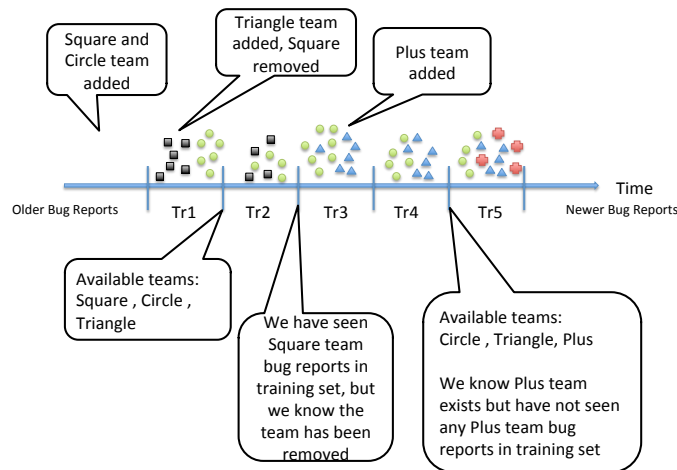 Square and
Circle team
added
Triangle team
added, Square
removed
Plus team
added
Time
Older Bug Reports
Tr1
Tr2
Tr3
Tr4
Tr5
Newer Bug Reports
Available teams:
Square , Circle ,
Triangle
We have seen
Square team
bug reports in
training set, but
we know the
team has been
removed
Available teams:
Circle , Triangle, Plus
We know Plus team
exists but have not seen
any Plus team bug
reports in training set